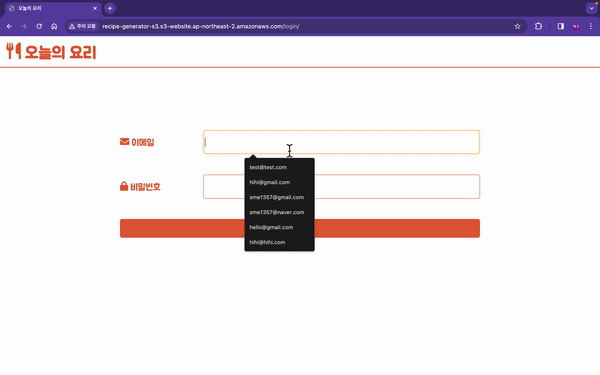 오늘의 요리
주의 요함
recipe-generator-s3.s3-website.ap-northeast-2.amazonaws.com/login/
오늘의 요리
이메일
test@test.com
hihi@gmail.com
sme1357@gmail.com
sme1357@naver.com
hello@gmail.com
hihi@hihi.com
비밀번호